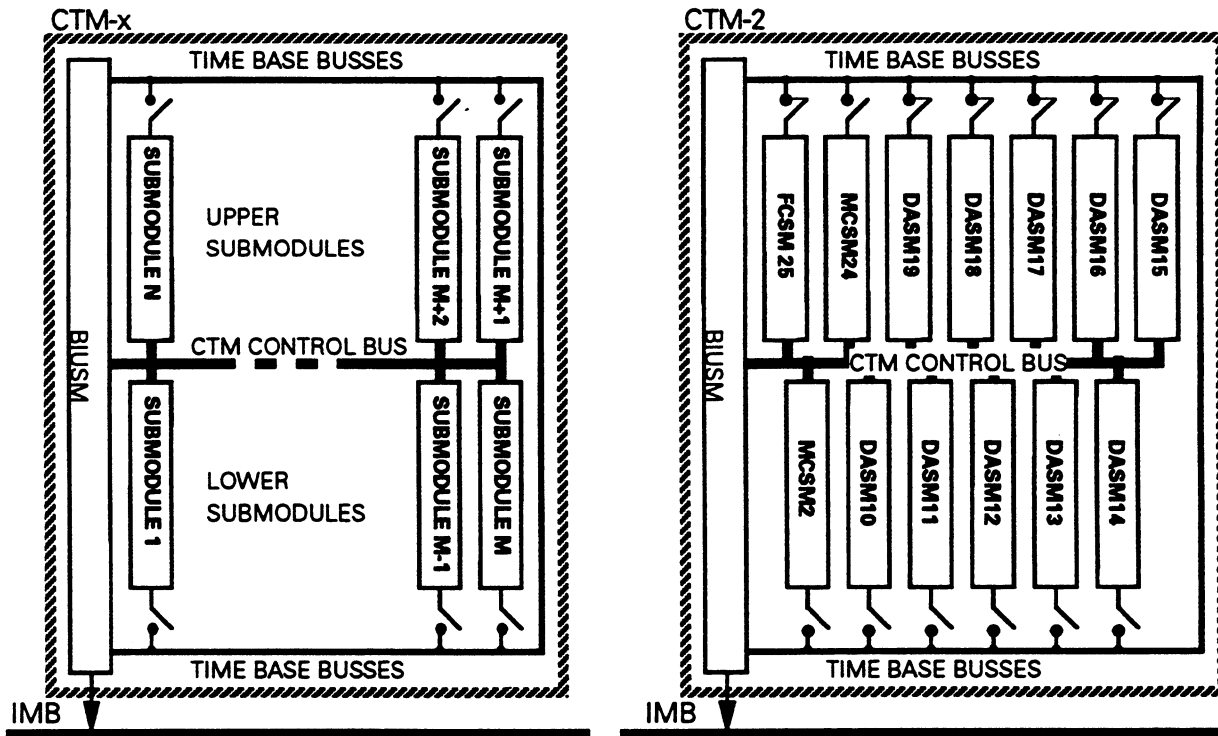 CTM-x
TIME BASE BUSSES
SUBMODULE N
SUBMODULE M+2
SUBMODULE M+1
UPPER
SUBMODULES
BIUSM
CTM CONTROL BUS
SUBMODULE 1
SUBMODULE M-1
SUBMODULE M
LOWER
SUBMODULES
TIME BASE BUSSES
IMB
CTM-2
TIME BASE BUSSES
FCSM 25
MCSM24
DASM19
DASM18
DASM17
DASM16
DASM15
BIUSM
CTM CONTROL BUS
MCSM2
DASM10
DASM11
DASM12
DASM13
DASM14
TIME BASE BUSSES
IMB